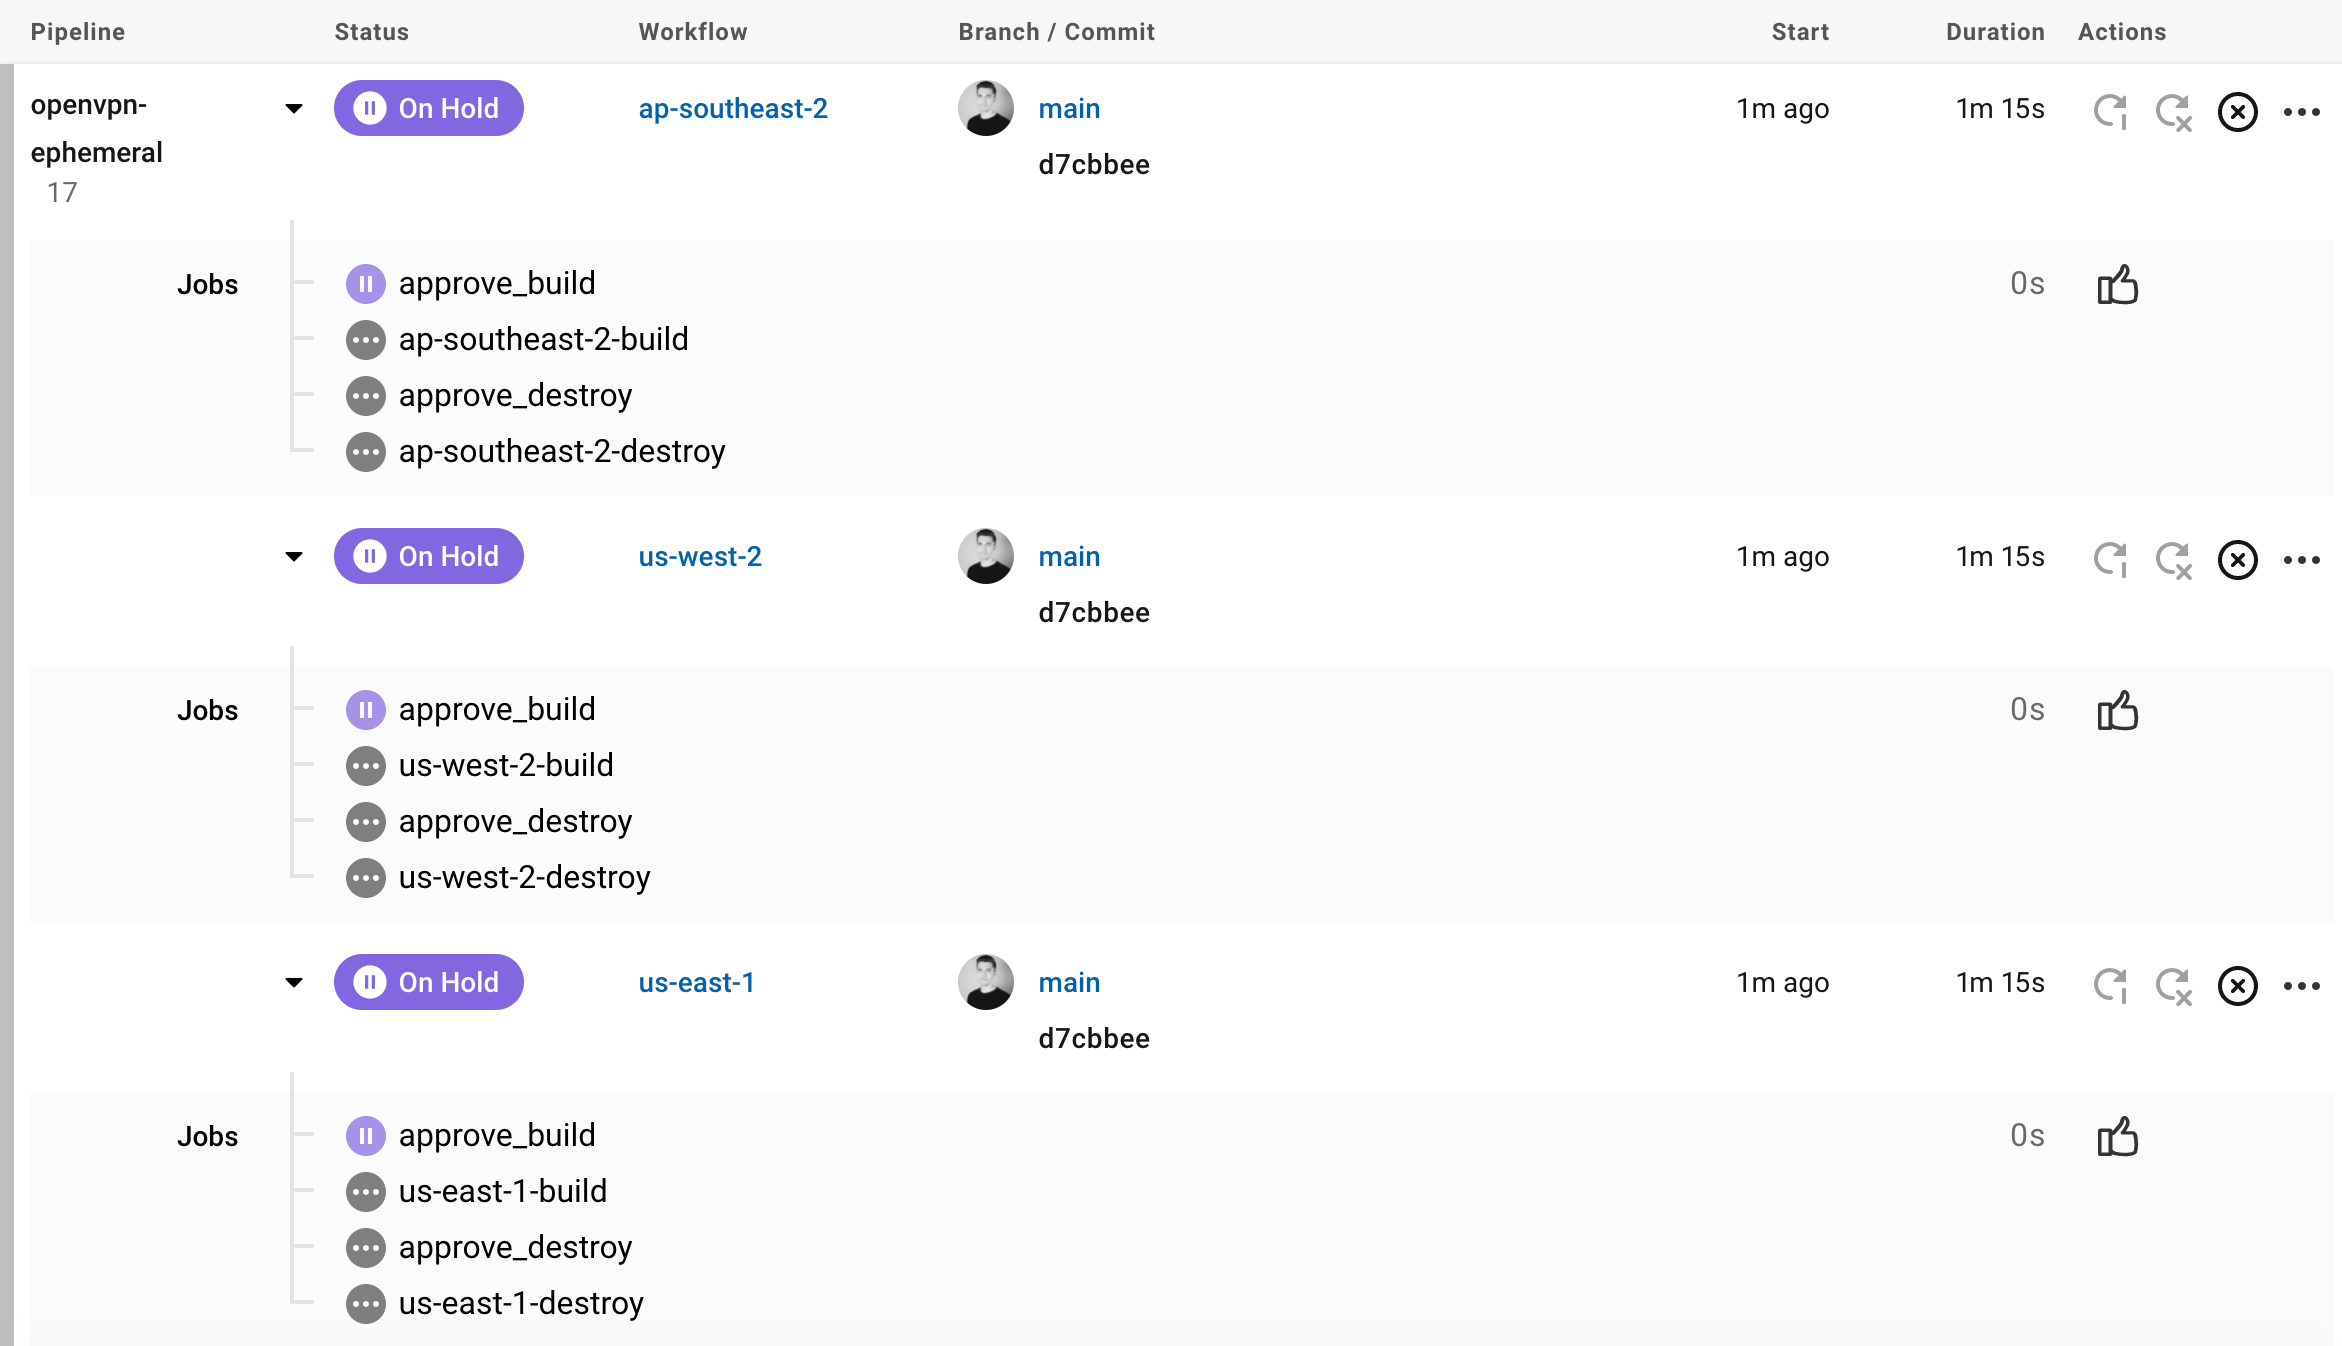 Pipeline Status Workflow Branch / Commit Start Duration Actions
openvpn- On Hold ap-southeast-2 main 1m ago 1m 15s
ephemeral d7cbbee
17
Jobs approve_build 0s
ap-southeast-2-build
approve_destroy
ap-southeast-2-destroy
On Hold us-west-2 main 1m ago 1m 15s
d7cbbee
Jobs approve_build 0s
us-west-2-build
approve_destroy
us-west-2-destroy
On Hold us-east-1 main 1m ago 1m 15s
d7cbbee
Jobs approve_build 0s
us-east-1-build
approve_destroy
us-east-1-destroy